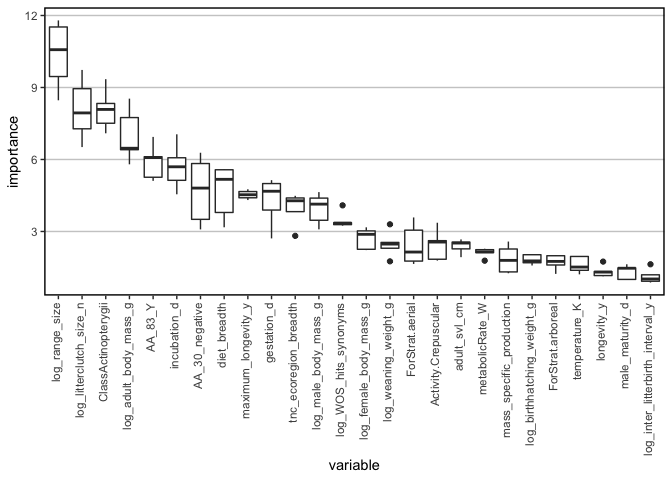 12
9
6
3
importance
log_range_size
log_litterclutch_size_n
ClassActinopterygii
log_adult_body_mass_g
AA_83_Y
incubation_d
AA_30_negative
diet_breadth
maximum_longevity_y
gestation_d
tnc_ecoregion_breadth
log_male_body_mass_g
log_WOS_hits_synonyms
log_female_body_mass_g
log_weaning_weight_g
ForStrat.aerial
Activity.Crepuscular
adult_svl_cm
metabolicRate_W
mass_specific_production
log_birthhatching_weight_g
ForStrat.arboreal
temperature_K
longevity_y
male_maturity_d
log_inter_litterbirth_interval_y
variable